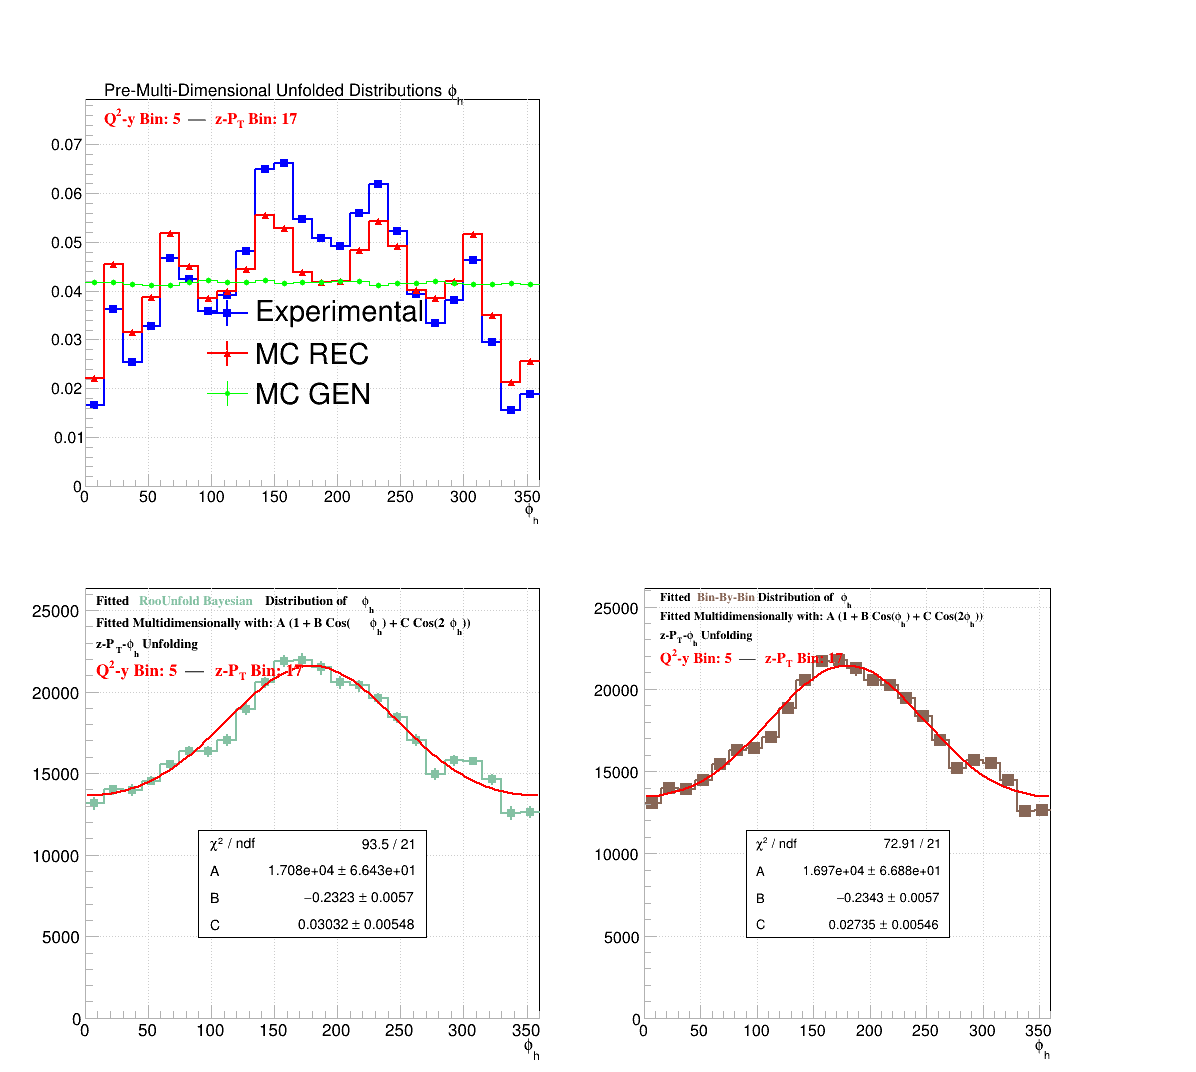 Pre-Multi-Dimensional Unfolded Distributions ϕh
Q²-y Bin: 5 — z-PT Bin: 17
0.07
0.06
0.05
0.04
0.03
0.02
0.01
0
Experimental
MC REC
MC GEN
0 50 100 150 200 250 300 350
ϕh
Fitted RooUnfold Bayesian Distribution of ϕh
Fitted Multidimensionally with: A (1 + B Cos( ϕh) + C Cos(2 ϕh))
z-PT-ϕh Unfolding
Q²-y Bin: 5 — z-PT Bin: 17
25000
20000
15000
10000
5000
0
χ² / ndf 93.5 / 21
A 1.708e+04 ± 6.643e+01
B −0.2323 ± 0.0057
C 0.03032 ± 0.00548
0 50 100 150 200 250 300 350
ϕh
Fitted Bin-By-Bin Distribution of ϕh
Fitted Multidimensionally with: A (1 + B Cos(ϕh) + C Cos(2ϕh))
z-PT-ϕh Unfolding
Q²-y Bin: 5 — z-PT Bin: 17
25000
20000
15000
10000
5000
0
χ² / ndf 72.91 / 21
A 1.697e+04 ± 6.688e+01
B −0.2343 ± 0.0057
C 0.02735 ± 0.00546
0 50 100 150 200 250 300 350
ϕh